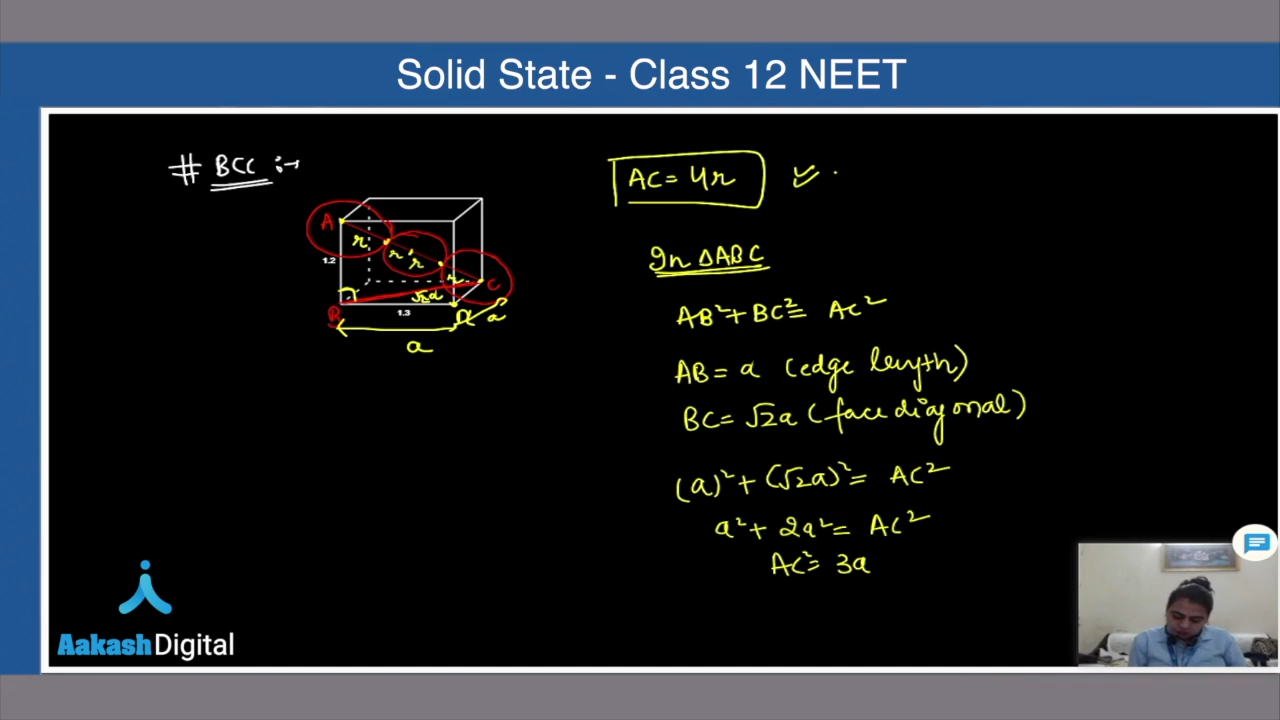 Solid State - Class 12 NEET
# BCC :→
AC = 4r
A
r
r
r
r
C
1.2
√2a
B
1.3
D
a
a
In ΔABC
AB² + BC² = AC²
AB = a (edge length)
BC = √2a (face diagonal)
(a)² + (√2a)² = AC²
a² + 2a² = AC²
AC² = 3a
Aakash Digital